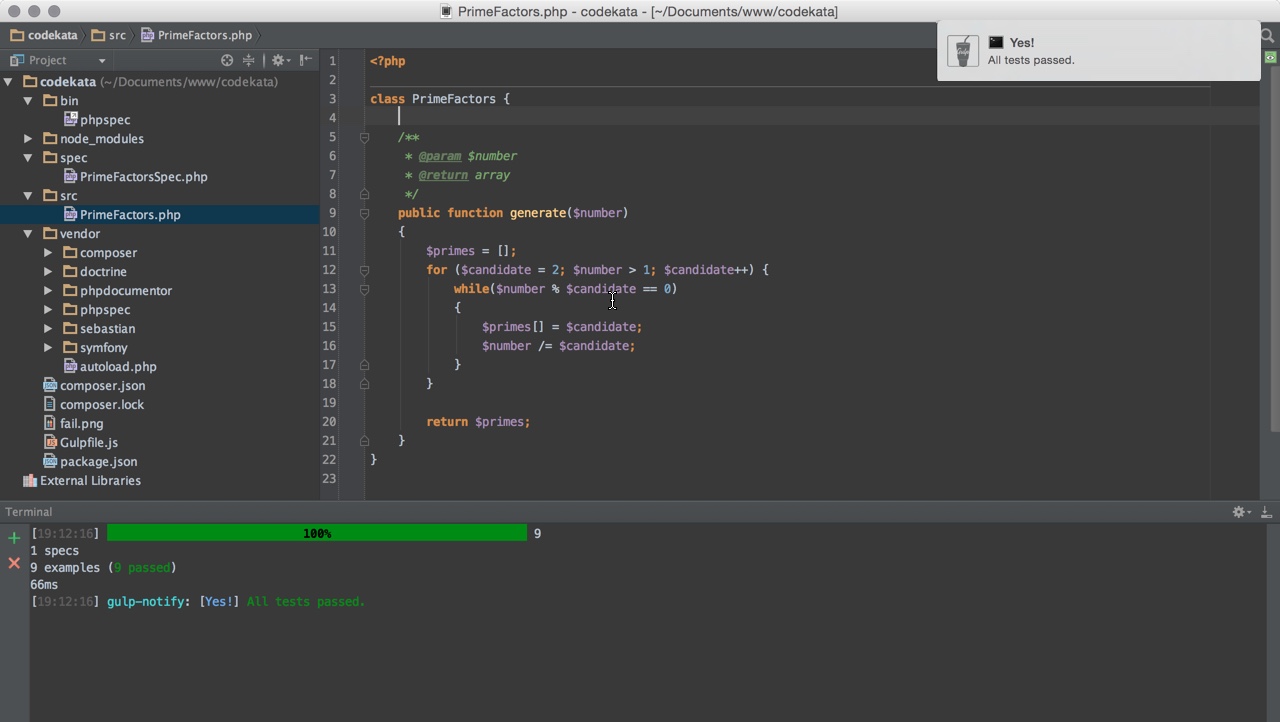 PrimeFactors.php - codekata - [~/Documents/www/codekata]
codekata src PrimeFactors.php
Yes!
All tests passed.
Project
codekata (~/Documents/www/codekata)
bin
phpspec
node_modules
spec
PrimeFactorsSpec.php
src
PrimeFactors.php
vendor
composer
doctrine
phpdocumentor
phpspec
sebastian
symfony
autoload.php
composer.json
composer.lock
fail.png
Gulpfile.js
package.json
External Libraries
1 <?php
2
3 class PrimeFactors {
4
5 /**
6 * @param $number
7 * @return array
8 */
9 public function generate($number)
10 {
11 $primes = [];
12 for ($candidate = 2; $number > 1; $candidate++) {
13 while($number % $candidate == 0)
14 {
15 $primes[] = $candidate;
16 $number /= $candidate;
17 }
18 }
19
20 return $primes;
21 }
22 }
23
Terminal
[19:12:16] 100% 9
1 specs
9 examples (9 passed)
66ms
[19:12:16] gulp-notify: [Yes!] All tests passed.